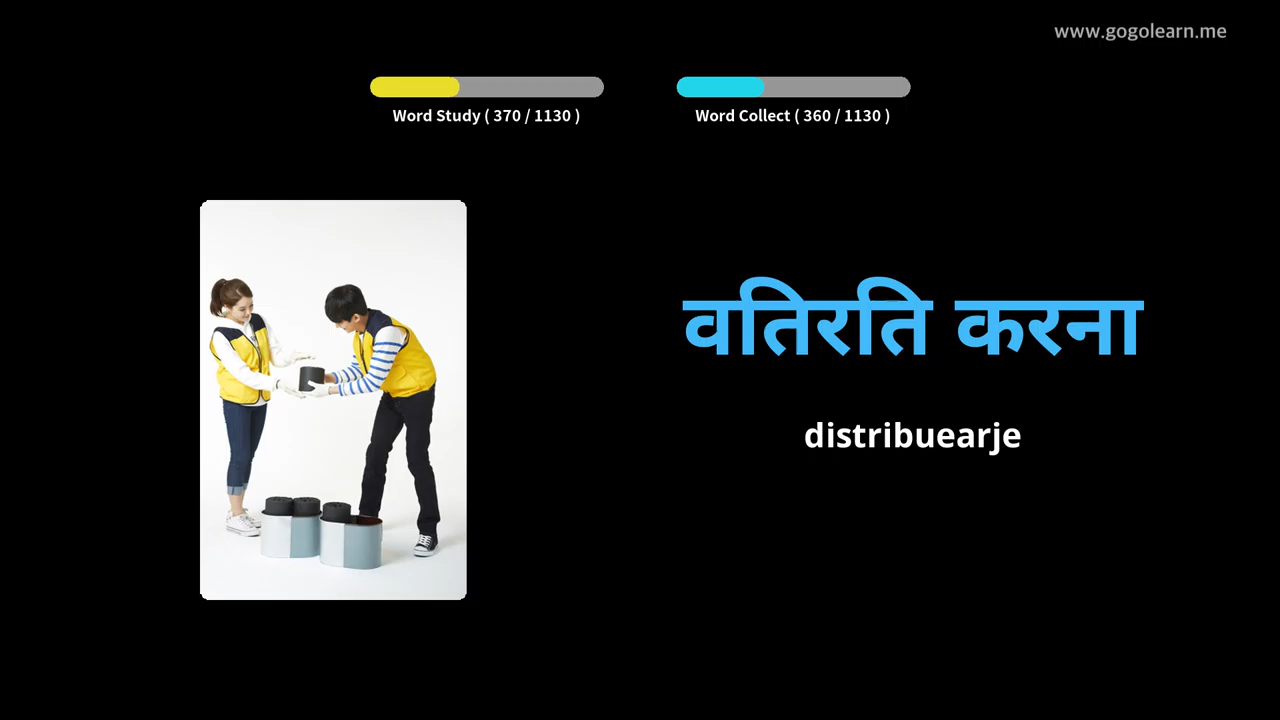 www.gogolearn.me
Word Study ( 370 / 1130 )
Word Collect ( 360 / 1130 )
वतिरति करना
distribuearje